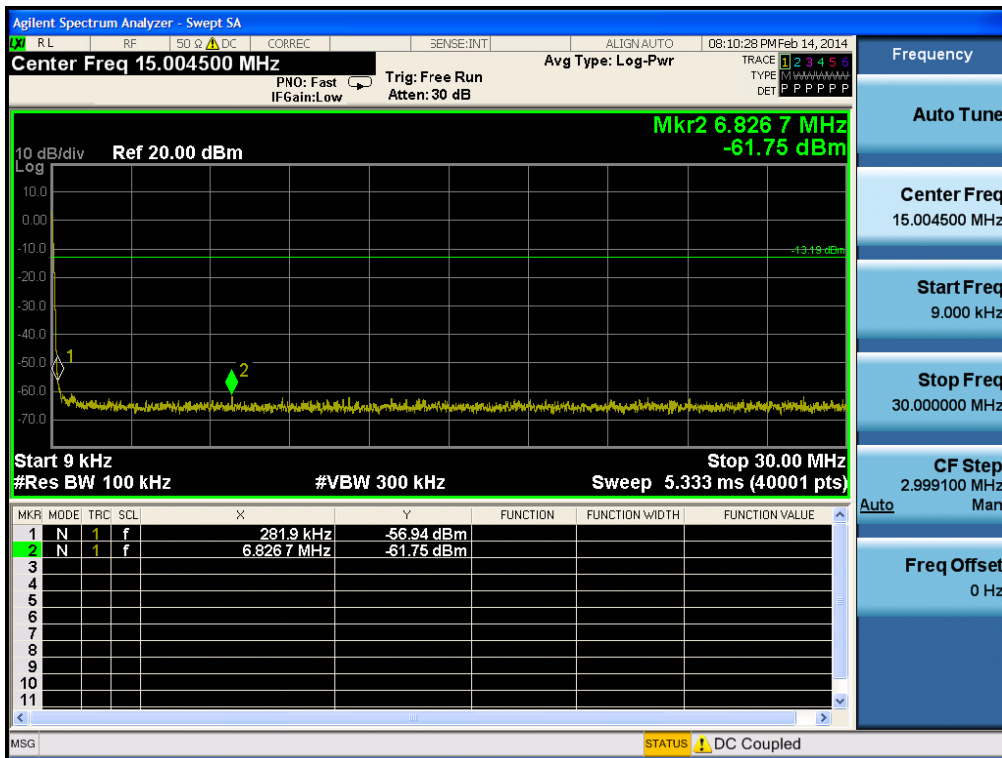 Agilent Spectrum Analyzer - Swept SA
LXI RL RF 50 Ω DC CORREC SENSE:INT ALIGN AUTO 08:10:28 PM Feb 14, 2014
Center Freq 15.004500 MHz
PNO: Fast
IFGain:Low
Trig: Free Run
Atten: 30 dB
Avg Type: Log-Pwr
TRACE 1 2 3 4 5 6
TYPE M
DET P P P P P P
Mkr2 6.826 7 MHz
-61.75 dBm
10 dB/div Ref 20.00 dBm
Log
10.0
0.00
-10.0
-20.0
-30.0
-40.0
-50.0
-60.0
-70.0
-13.19 dBm
1
2
Start 9 kHz Stop 30.00 MHz
#Res BW 100 kHz #VBW 300 kHz Sweep 5.333 ms (40001 pts)
MKR MODE TRC SCL X Y FUNCTION FUNCTION WIDTH FUNCTION VALUE
1 N 1 f 281.9 kHz -56.94 dBm
2 N 1 f 6.826 7 MHz -61.75 dBm
3
4
5
6
7
8
9
10
11
MSG STATUS DC Coupled
Frequency
Auto Tune
Center Freq
15.004500 MHz
Start Freq
9.000 kHz
Stop Freq
30.000000 MHz
CF Step
2.999100 MHz
Auto Man
Freq Offset
0 Hz